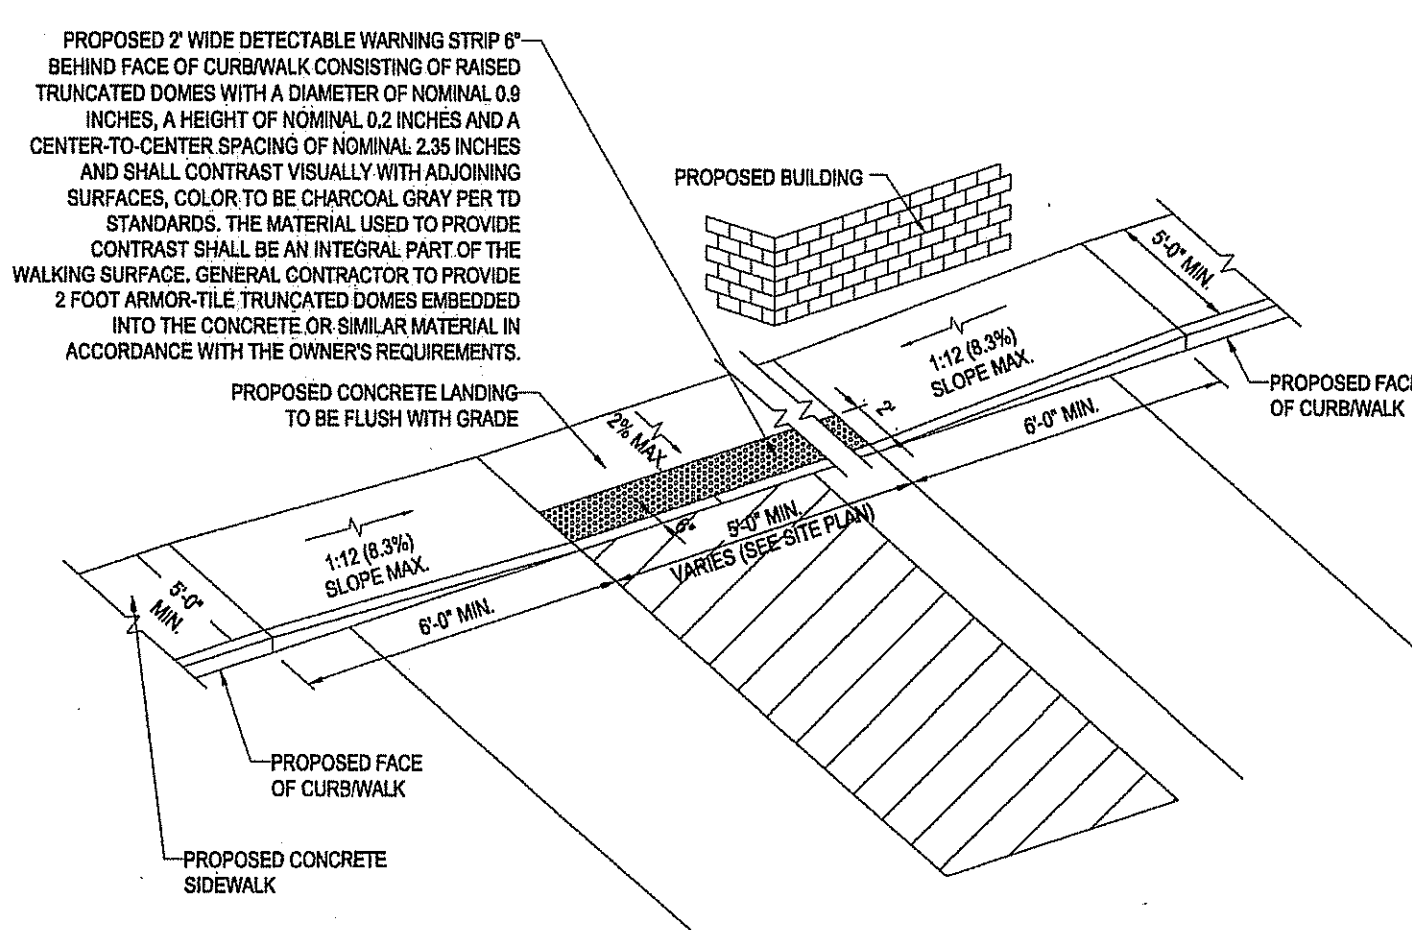 PROPOSED 2' WIDE DETECTABLE WARNING STRIP 6"
BEHIND FACE OF CURB/WALK CONSISTING OF RAISED
TRUNCATED DOMES WITH A DIAMETER OF NOMINAL 0.9
INCHES, A HEIGHT OF NOMINAL 0.2 INCHES AND A
CENTER-TO-CENTER SPACING OF NOMINAL 2.35 INCHES
AND SHALL CONTRAST VISUALLY WITH ADJOINING
SURFACES, COLOR TO BE CHARCOAL GRAY PER TD
STANDARDS. THE MATERIAL USED TO PROVIDE
CONTRAST SHALL BE AN INTEGRAL PART OF THE
WALKING SURFACE. GENERAL CONTRACTOR TO PROVIDE
2 FOOT ARMOR-TILE TRUNCATED DOMES EMBEDDED
INTO THE CONCRETE OR SIMILAR MATERIAL IN
ACCORDANCE WITH THE OWNER'S REQUIREMENTS.
PROPOSED BUILDING
5'-0" MIN.
1:12 (8.3%)
SLOPE MAX.
PROPOSED FACE
OF CURB/WALK
PROPOSED CONCRETE LANDING
TO BE FLUSH WITH GRADE
2% MAX.
2'
6'-0" MIN.
6"
5'-0" MIN.
VARIES (SEE SITE PLAN)
1:12 (8.3%)
SLOPE MAX.
5'-0"
MIN.
6'-0" MIN.
PROPOSED FACE
OF CURB/WALK
PROPOSED CONCRETE
SIDEWALK